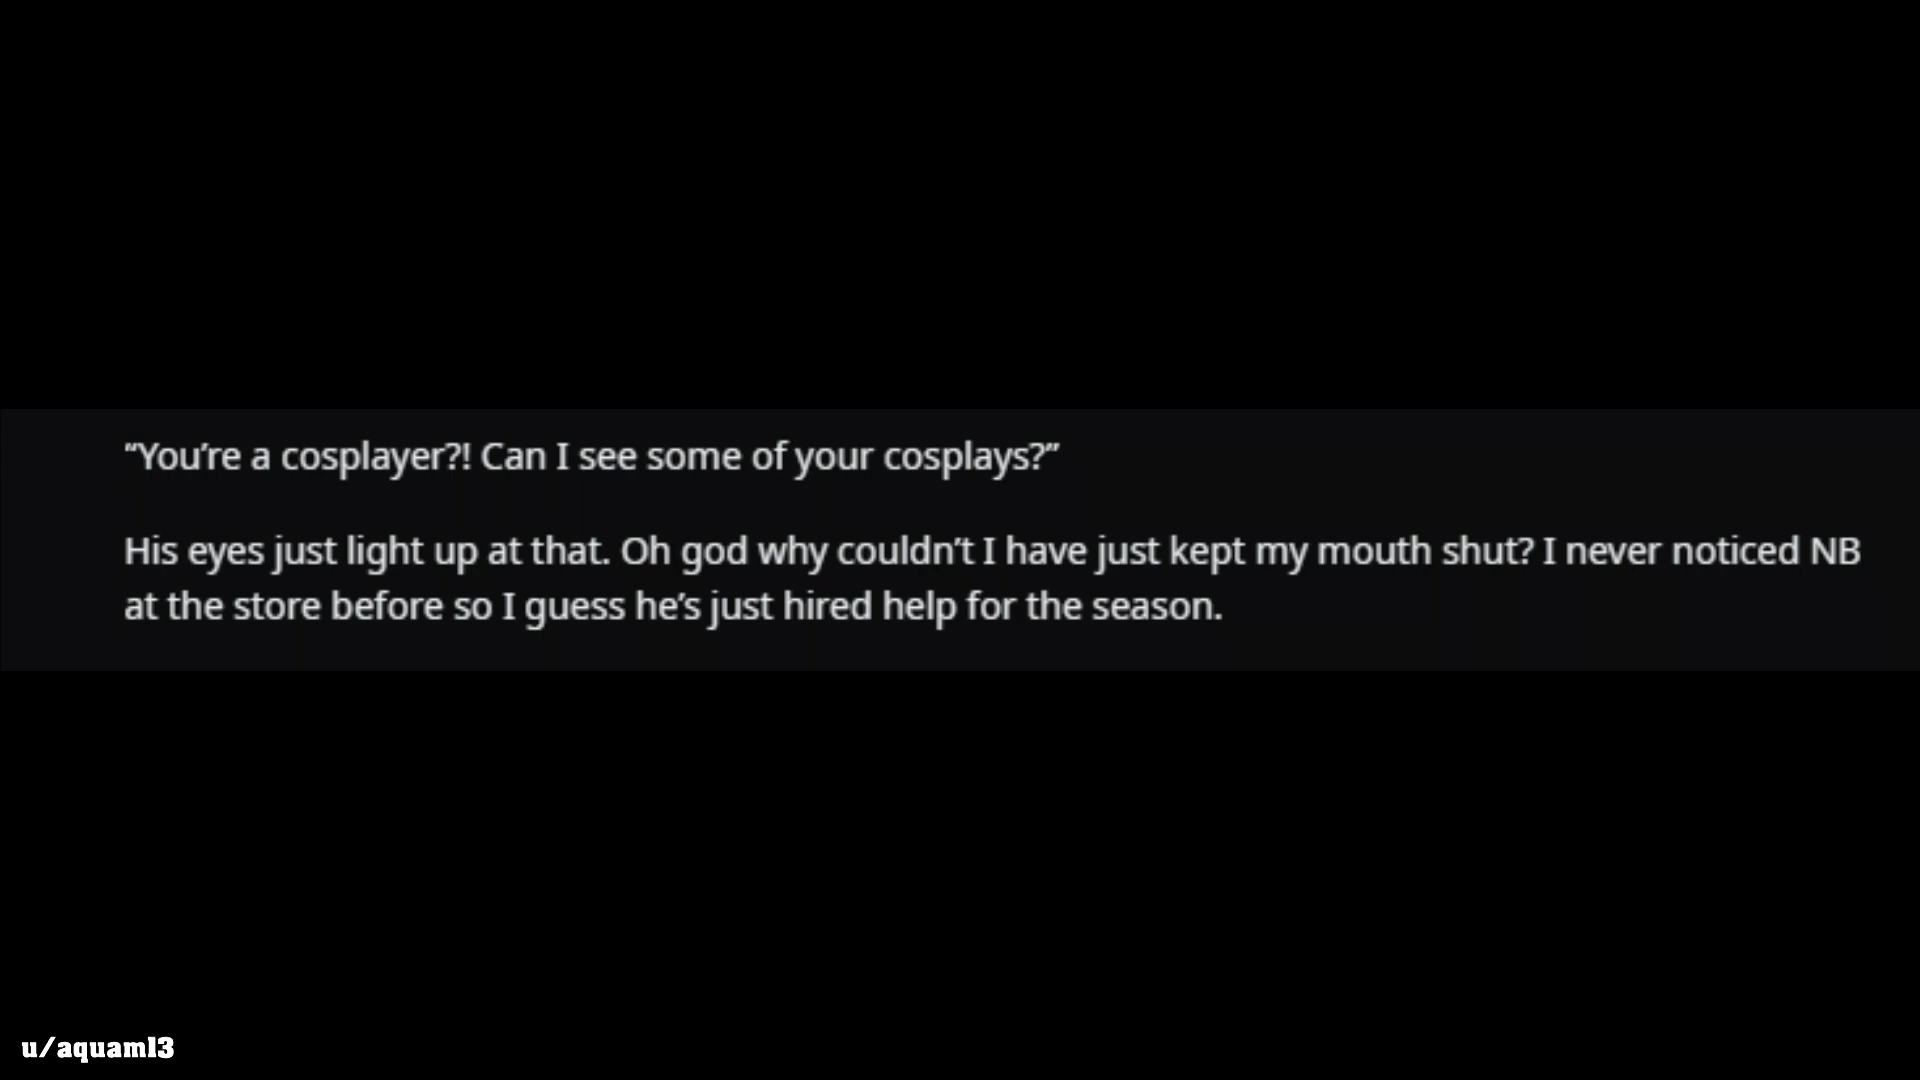 “You’re a cosplayer?! Can I see some of your cosplays?”
His eyes just light up at that. Oh god why couldn’t I have just kept my mouth shut? I never noticed NB
at the store before so I guess he’s just hired help for the season.
u/aquam13